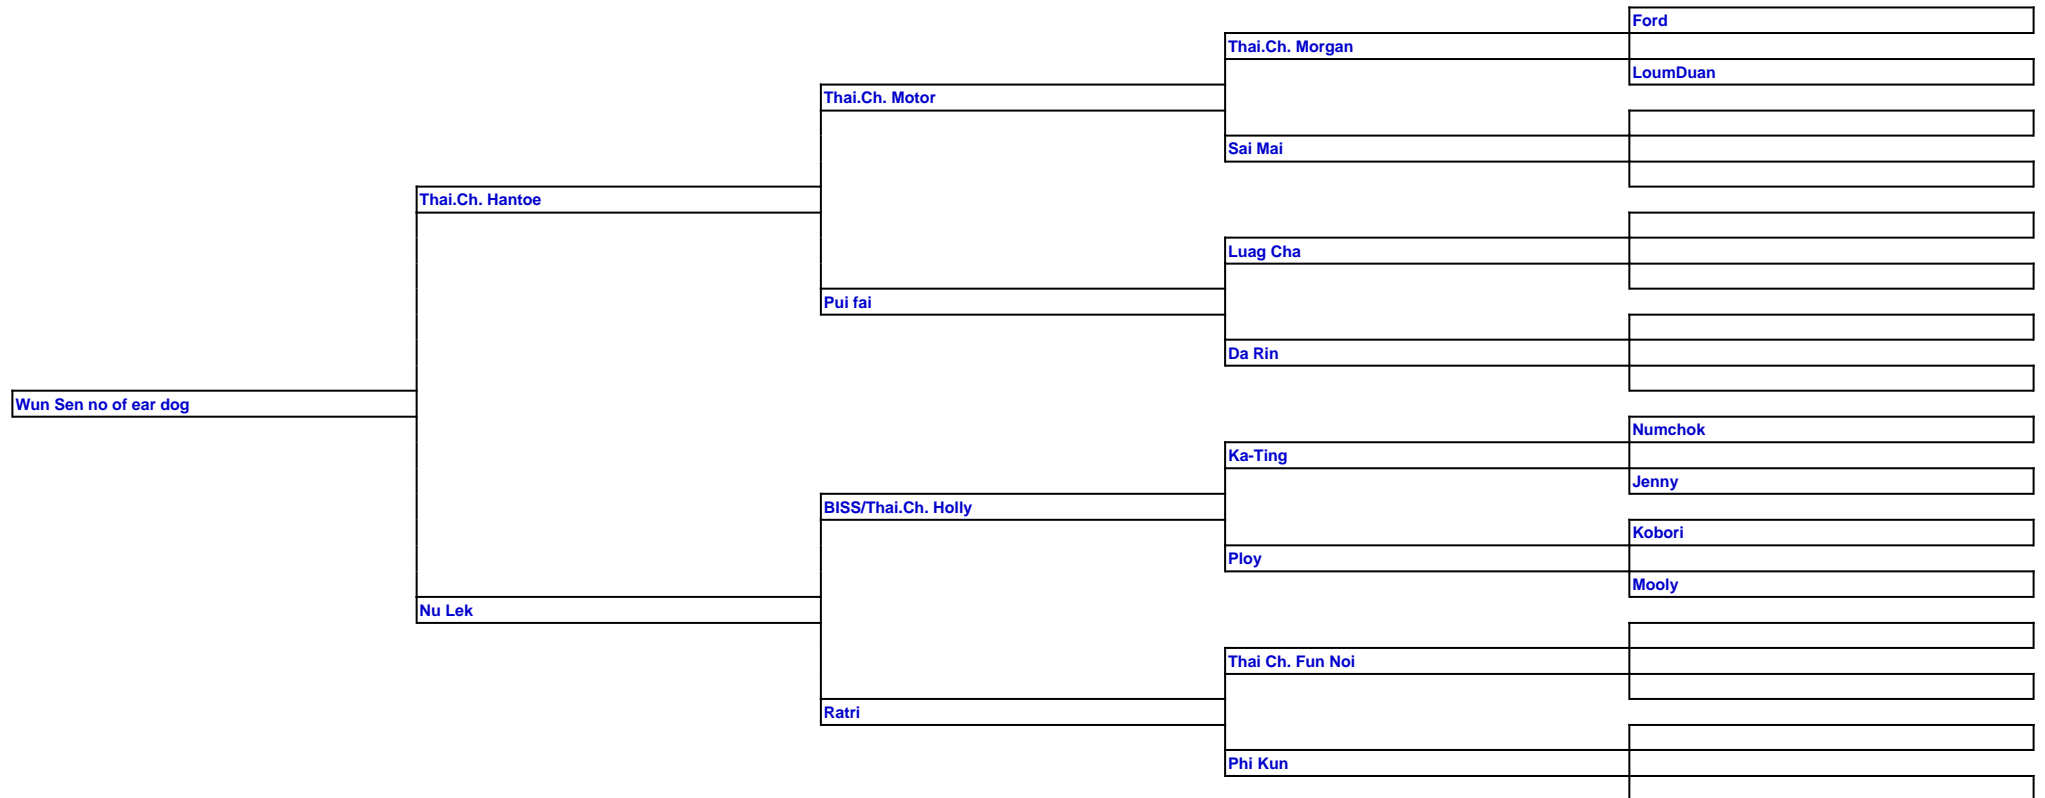 Ford
Thai.Ch. Morgan
LoumDuan
Thai.Ch. Motor
Sai Mai
Thai.Ch. Hantoe
Luag Cha
Pui fai
Da Rin
Wun Sen no of ear dog
Numchok
Ka-Ting
Jenny
BISS/Thai.Ch. Holly
Kobori
Ploy
Mooly
Nu Lek
Thai Ch. Fun Noi
Ratri
Phi Kun